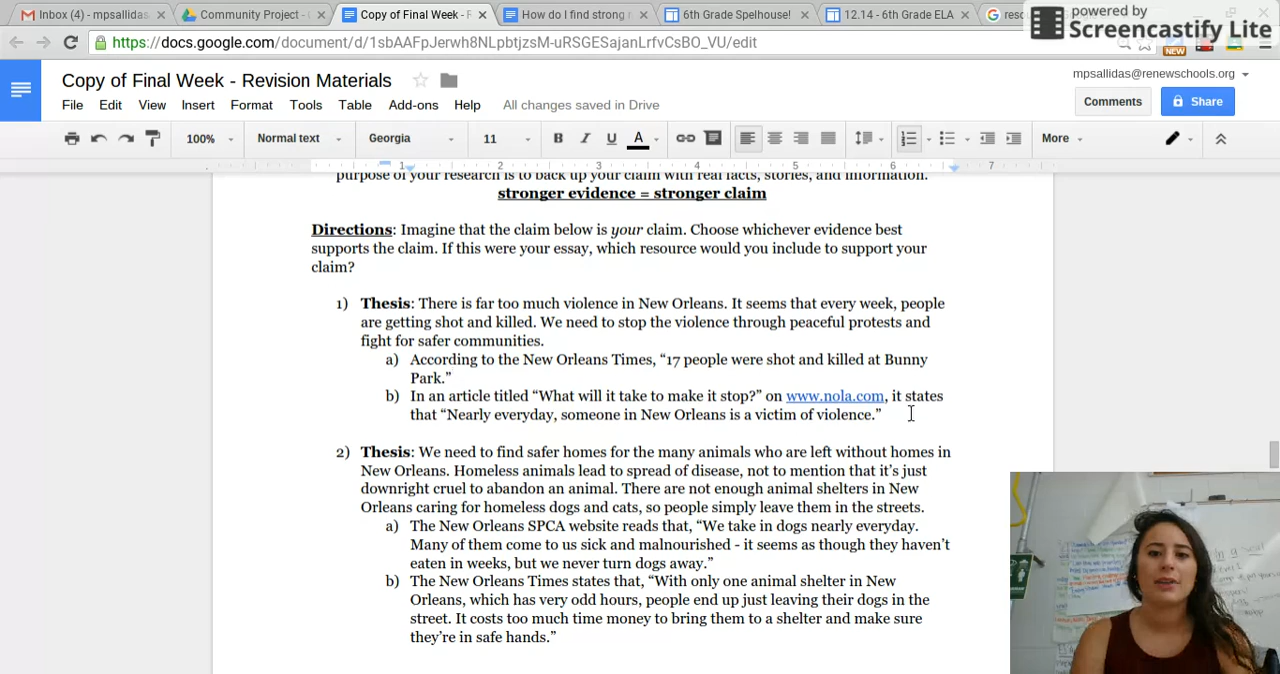 Inbox (40) - mpsallidas
Community Project -
Copy of Final Week - R
How do I find strong
6th Grade Spelhouse!
12.14 - 6th Grade ELA
powered by
Screencastify Lite
https://docs.google.com/document/d/1sbAAFpJerwh8NLpbtjzsM-uRSGESajanLrfvCsBO_VU/edit
NEW
Copy of Final Week - Revision Materials
mpsallidas@renewschools.org
File Edit View Insert Format Tools Table Add-ons Help All changes saved in Drive
Comments Share
100% Normal text Georgia 11 B I U A More
1 2 3 4 5 6 7
purpose of your research is to back up your claim with real facts, stories, and information.
stronger evidence = stronger claim
Directions: Imagine that the claim below is your claim. Choose whichever evidence best
supports the claim. If this were your essay, which resource would you include to support your
claim?
1) Thesis: There is far too much violence in New Orleans. It seems that every week, people
are getting shot and killed. We need to stop the violence through peaceful protests and
fight for safer communities.
a) According to the New Orleans Times, “17 people were shot and killed at Bunny
Park.”
b) In an article titled “What will it take to make it stop?” on www.nola.com, it states
that “Nearly everyday, someone in New Orleans is a victim of violence.”
2) Thesis: We need to find safer homes for the many animals who are left without homes in
New Orleans. Homeless animals lead to spread of disease, not to mention that it’s just
downright cruel to abandon an animal. There are not enough animal shelters in New
Orleans caring for homeless dogs and cats, so people simply leave them in the streets.
a) The New Orleans SPCA website reads that, “We take in dogs nearly everyday.
Many of them come to us sick and malnourished - it seems as though they haven’t
eaten in weeks, but we never turn dogs away.”
b) The New Orleans Times states that, “With only one animal shelter in New
Orleans, which has very odd hours, people end up just leaving their dogs in the
street. It costs too much time money to bring them to a shelter and make sure
they’re in safe hands.”